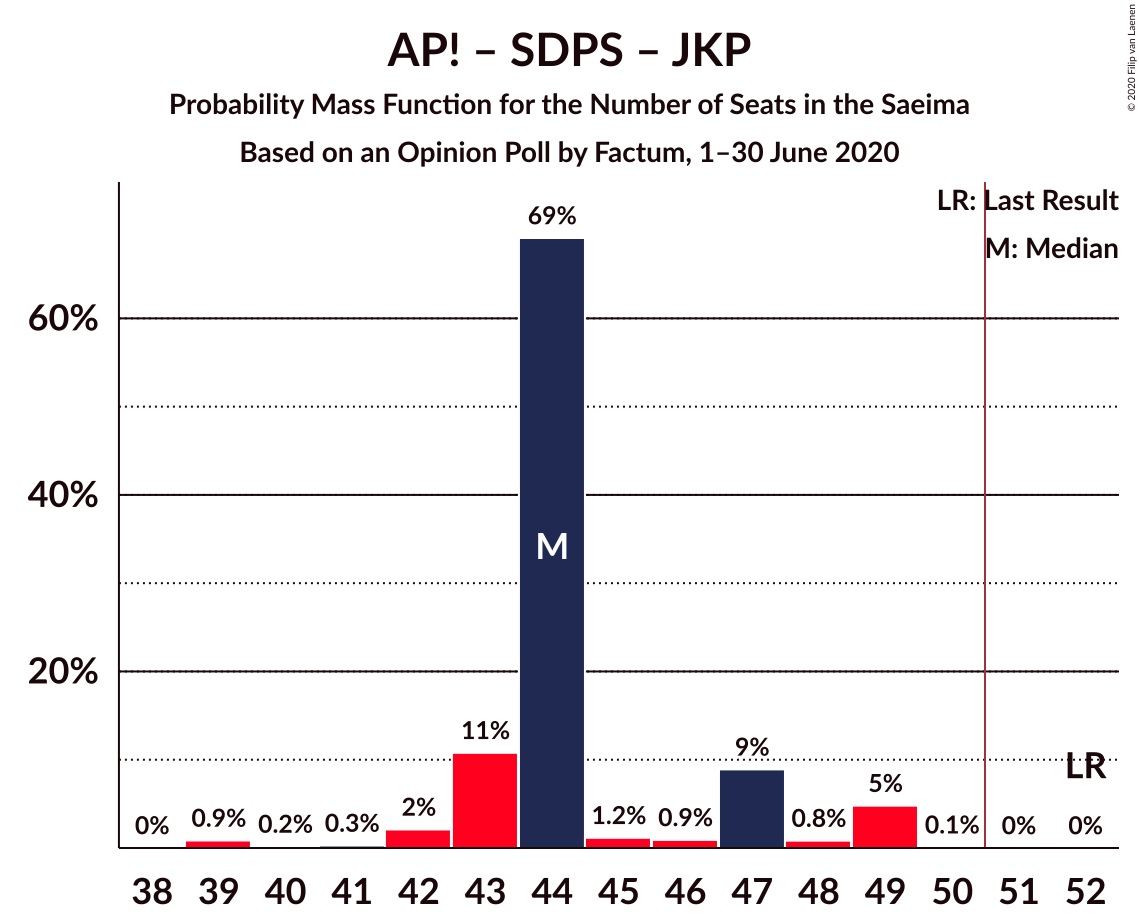 AP! – SDPS – JKP
Probability Mass Function for the Number of Seats in the Saeima
Based on an Opinion Poll by Factum, 1–30 June 2020
© 2020 Filip van Laenen
LR: Last Result
M: Median
60%
40%
20%
0%
0.9%
0.2%
0.3%
2%
11%
69%
1.2%
0.9%
9%
0.8%
5%
0.1%
0%
0%
M
LR
38 39 40 41 42 43 44 45 46 47 48 49 50 51 52